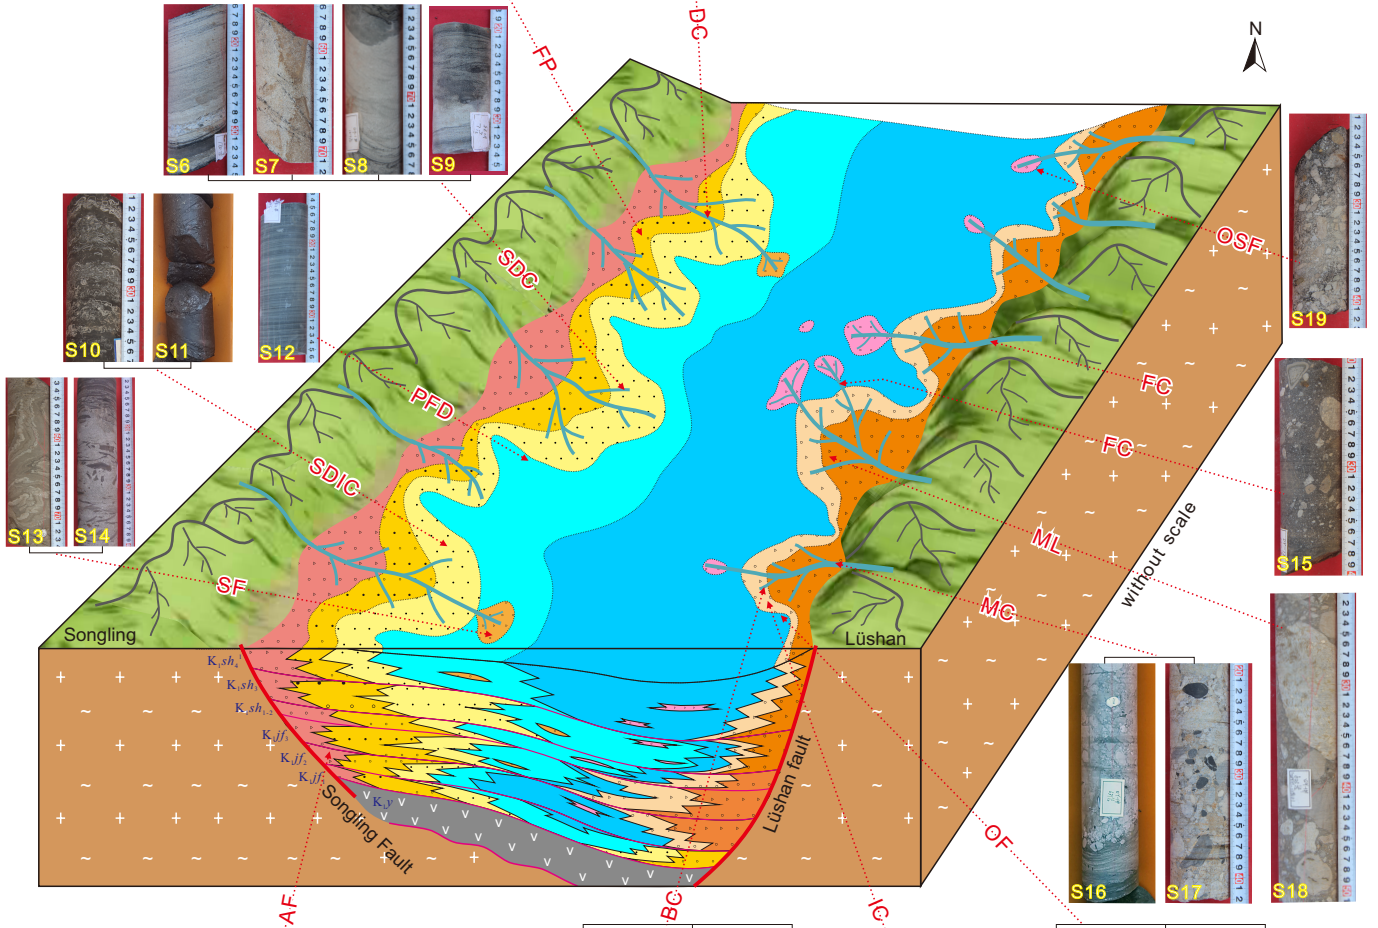 S6
S7
S8
S9
FP
DC
N
S10
S11
S12
SDC
OSF
S19
S13
S14
PFD
FC
SDIC
FC
S15
SF
ML
without scale
MC
Songling
Lüshan
K₁sh₄
K₁sh₃
K₁sh₁₋₂
K₁jf₃
K₁jf₂
K₁jf
K₁y
Songling Fault
Lüshan fault
S16
S17
S18
OF
AF
BC
IC